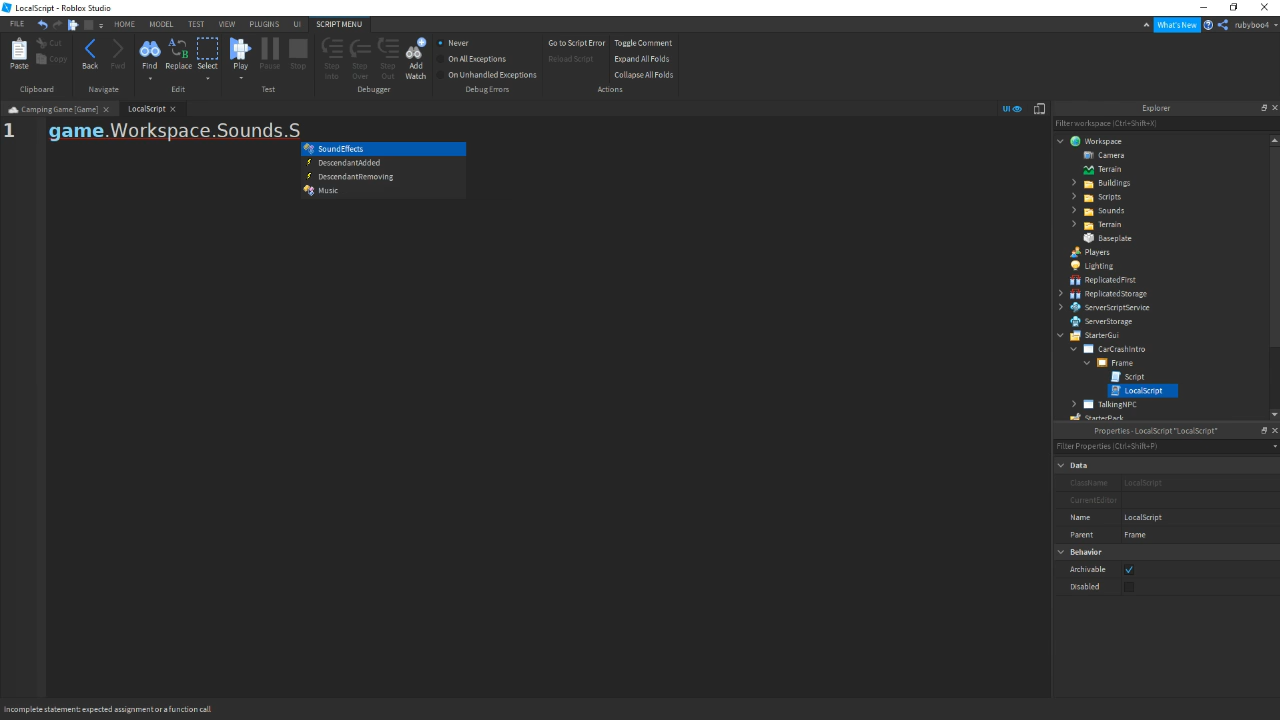 LocalScript - Roblox Studio
FILE HOME MODEL TEST VIEW PLUGINS UI SCRIPT MENU What's New rubyboo4
Paste Cut Copy Back Fwd Find Replace Select Play Pause Stop Step Into Step Over Step Out Add Watch
Never
On All Exceptions
On Unhandled Exceptions
Go to Script Error
Reload Script
Toggle Comment
Expand All Folds
Collapse All Folds
Clipboard Navigate Edit Test Debugger Debug Errors Actions
Camping Game [Game] LocalScript UI
1 game.Workspace.Sounds.S
SoundEffects
DescendantAdded
DescendantRemoving
Music
Explorer
Filter workspace (Ctrl+Shift+X)
Workspace
Camera
Terrain
Buildings
Scripts
Sounds
Terrain
Baseplate
Players
Lighting
ReplicatedFirst
ReplicatedStorage
ServerScriptService
ServerStorage
StarterGui
CarCrashIntro
Frame
Script
LocalScript
TalkingNPC
StarterPack
Properties - LocalScript "LocalScript"
Filter Properties (Ctrl+Shift+P)
Data
ClassName LocalScript
CurrentEditor
Name LocalScript
Parent Frame
Behavior
Archivable
Disabled
Incomplete statement: expected assignment or a function call